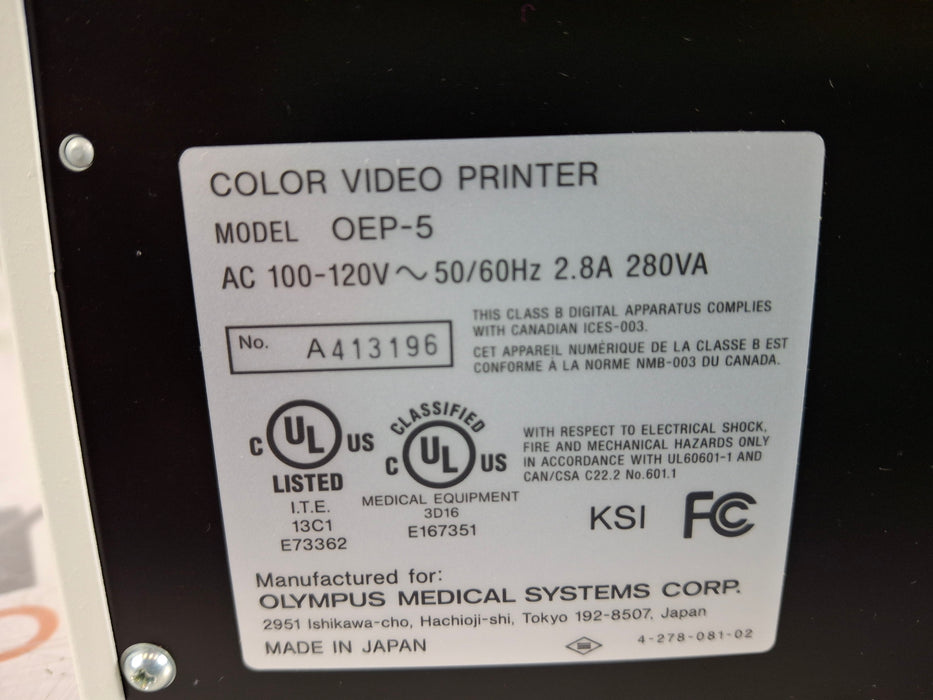 COLOR VIDEO PRINTER
MODEL OEP-5
AC 100-120V ~ 50/60Hz 2.8A 280VA
No. A413196
THIS CLASS B DIGITAL APPARATUS COMPLIES
WITH CANADIAN ICES-003.
CET APPAREIL NUMÉRIQUE DE LA CLASSE B EST
CONFORME À LA NORME NMB-003 DU CANADA.
C UL US
LISTED
I.T.E.
13C1
E73362
CLASSIFIED
C UL US
MEDICAL EQUIPMENT
3D16
E167351
WITH RESPECT TO ELECTRICAL SHOCK,
FIRE AND MECHANICAL HAZARDS ONLY
IN ACCORDANCE WITH UL60601-1 AND
CAN/CSA C22.2 No.601.1
KSI FC
Manufactured for:
OLYMPUS MEDICAL SYSTEMS CORP.
2951 Ishikawa-cho, Hachioji-shi, Tokyo 192-8507, Japan
MADE IN JAPAN
4-278-081-02